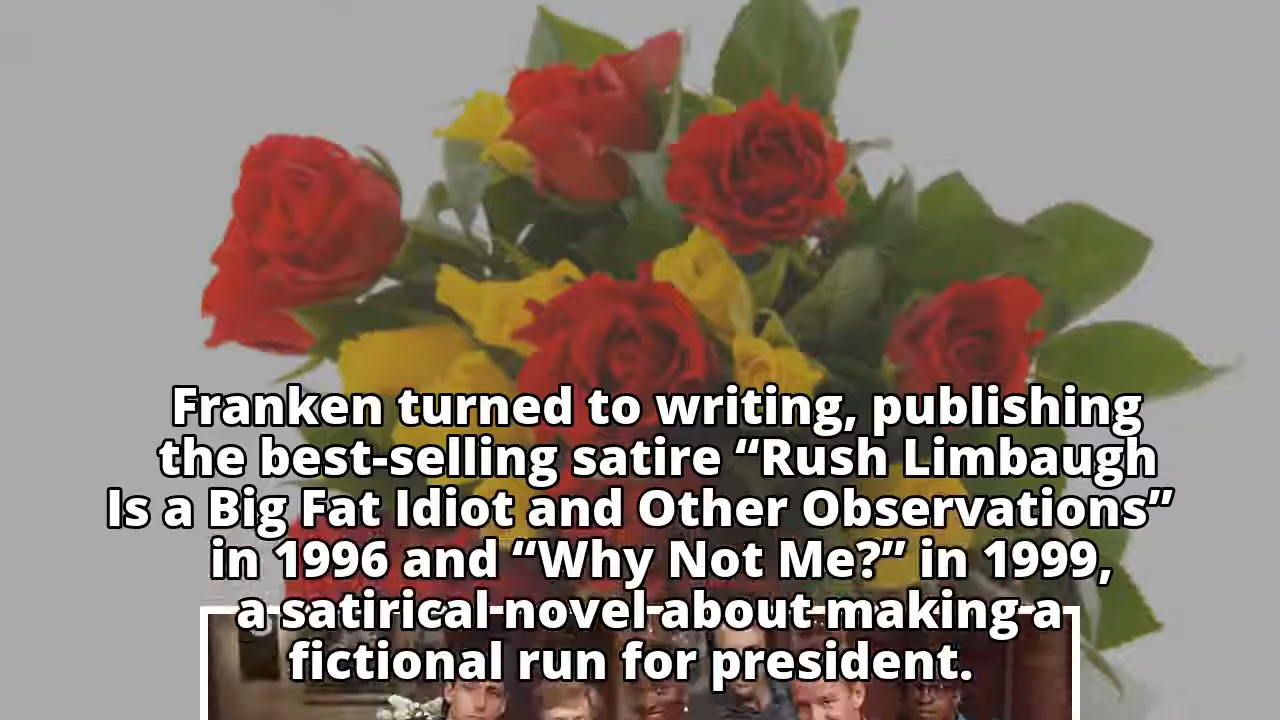 Franken turned to writing, publishing
the best-selling satire “Rush Limbaugh
Is a Big Fat Idiot and Other Observations”
in 1996 and “Why Not Me?” in 1999,
a satirical novel about making a
fictional run for president.